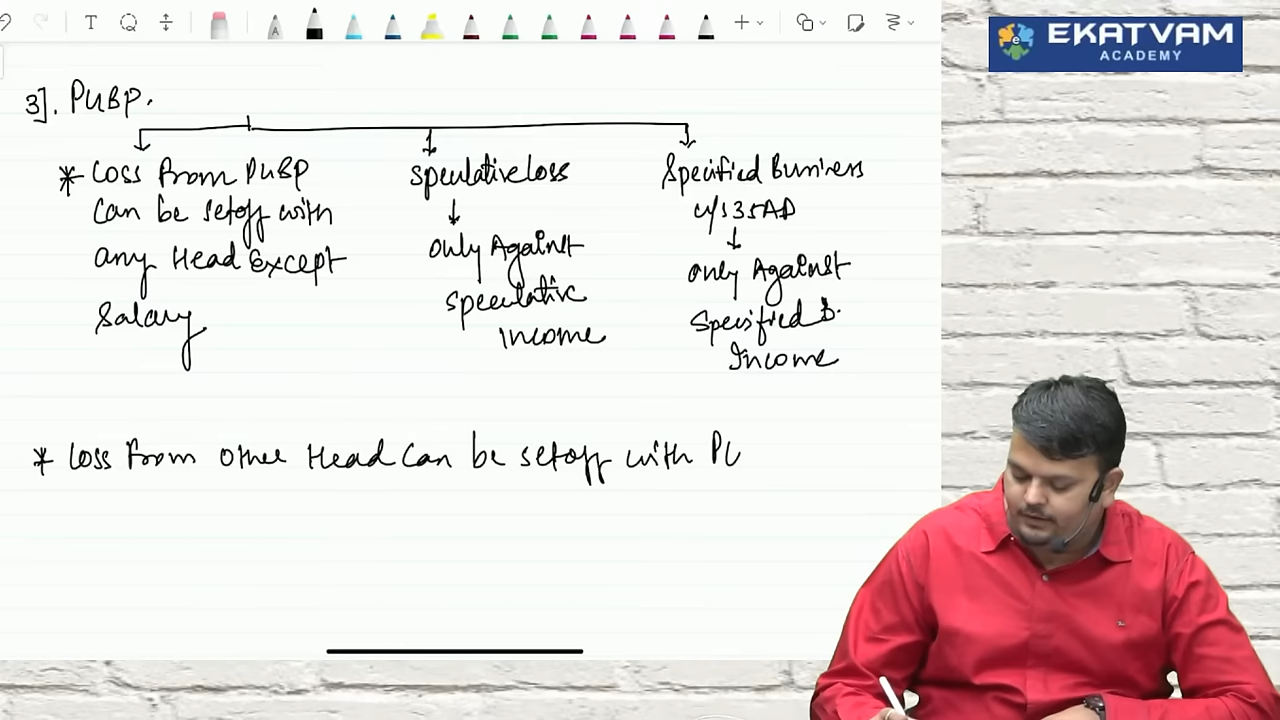 EKATVAM
ACADEMY
3]. PUBP.
* Loss From PUBP
Can be setoff with
any Head Except
Salary
speculative loss
only Against
speculative
Income
Specified Business
u/s 35AD
only Against
Specified B.
Income
* Loss From other Head Can be setoff with PU